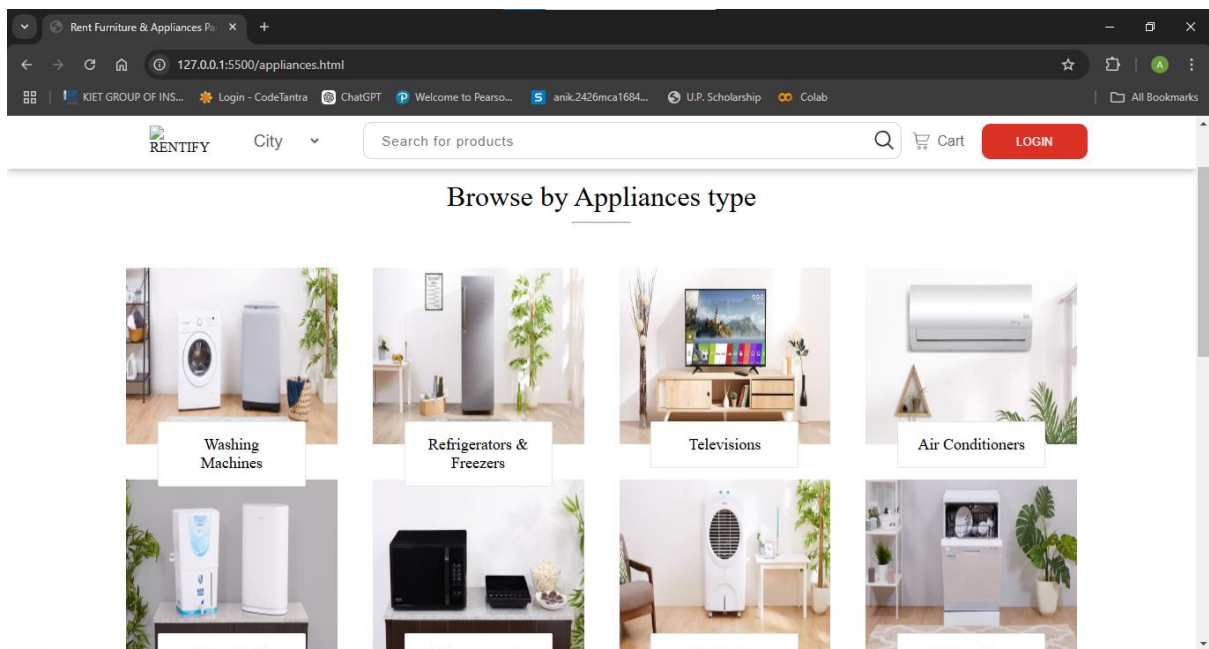 Rent Furniture & Appliances Pa
127.0.0.1:5500/appliances.html
A
KIET GROUP OF INS...
Login - CodeTantra
ChatGPT
Welcome to Pearso...
S
anik.2426mca1684...
U.P. Scholarship
Colab
All Bookmarks
RENTIFY
City
Search for products
Cart
LOGIN
Browse by Appliances type
Washing
Machines
Refrigerators &
Freezers
Televisions
Air Conditioners